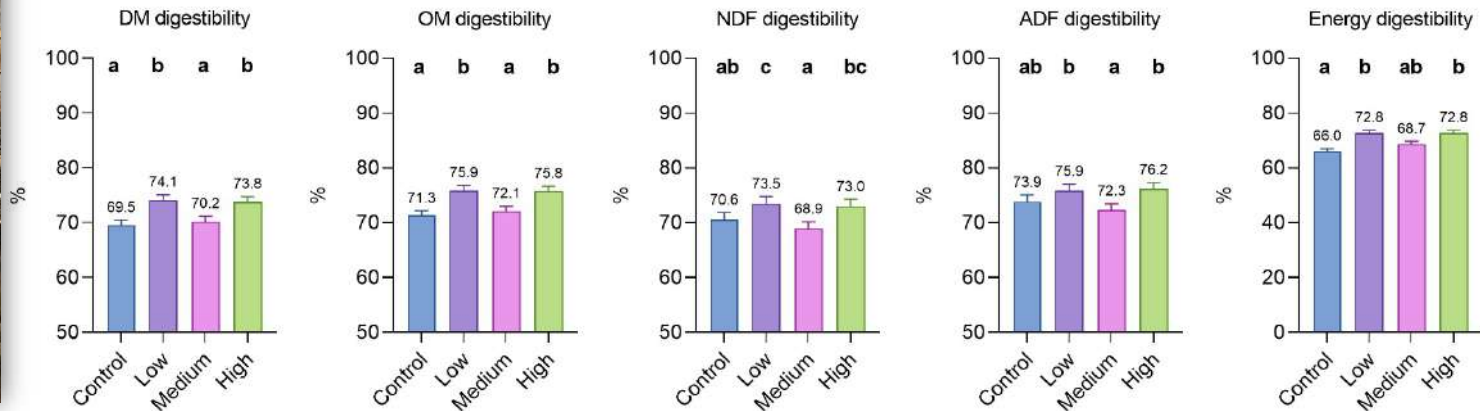 DM digestibility
%
100
90
80
70
60
50
a b a b
69.5
74.1
70.2
73.8
Control
Low
Medium
High
OM digestibility
%
100
90
80
70
60
50
a b a b
71.3
75.9
72.1
75.8
Control
Low
Medium
High
NDF digestibility
%
100
90
80
70
60
50
ab c a bc
70.6
73.5
68.9
73.0
Control
Low
Medium
High
ADF digestibility
%
100
90
80
70
60
50
ab b a b
73.9
75.9
72.3
76.2
Control
Low
Medium
High
Energy digestibility
%
100
80
60
40
20
0
a b ab b
66.0
72.8
68.7
72.8
Control
Low
Medium
High